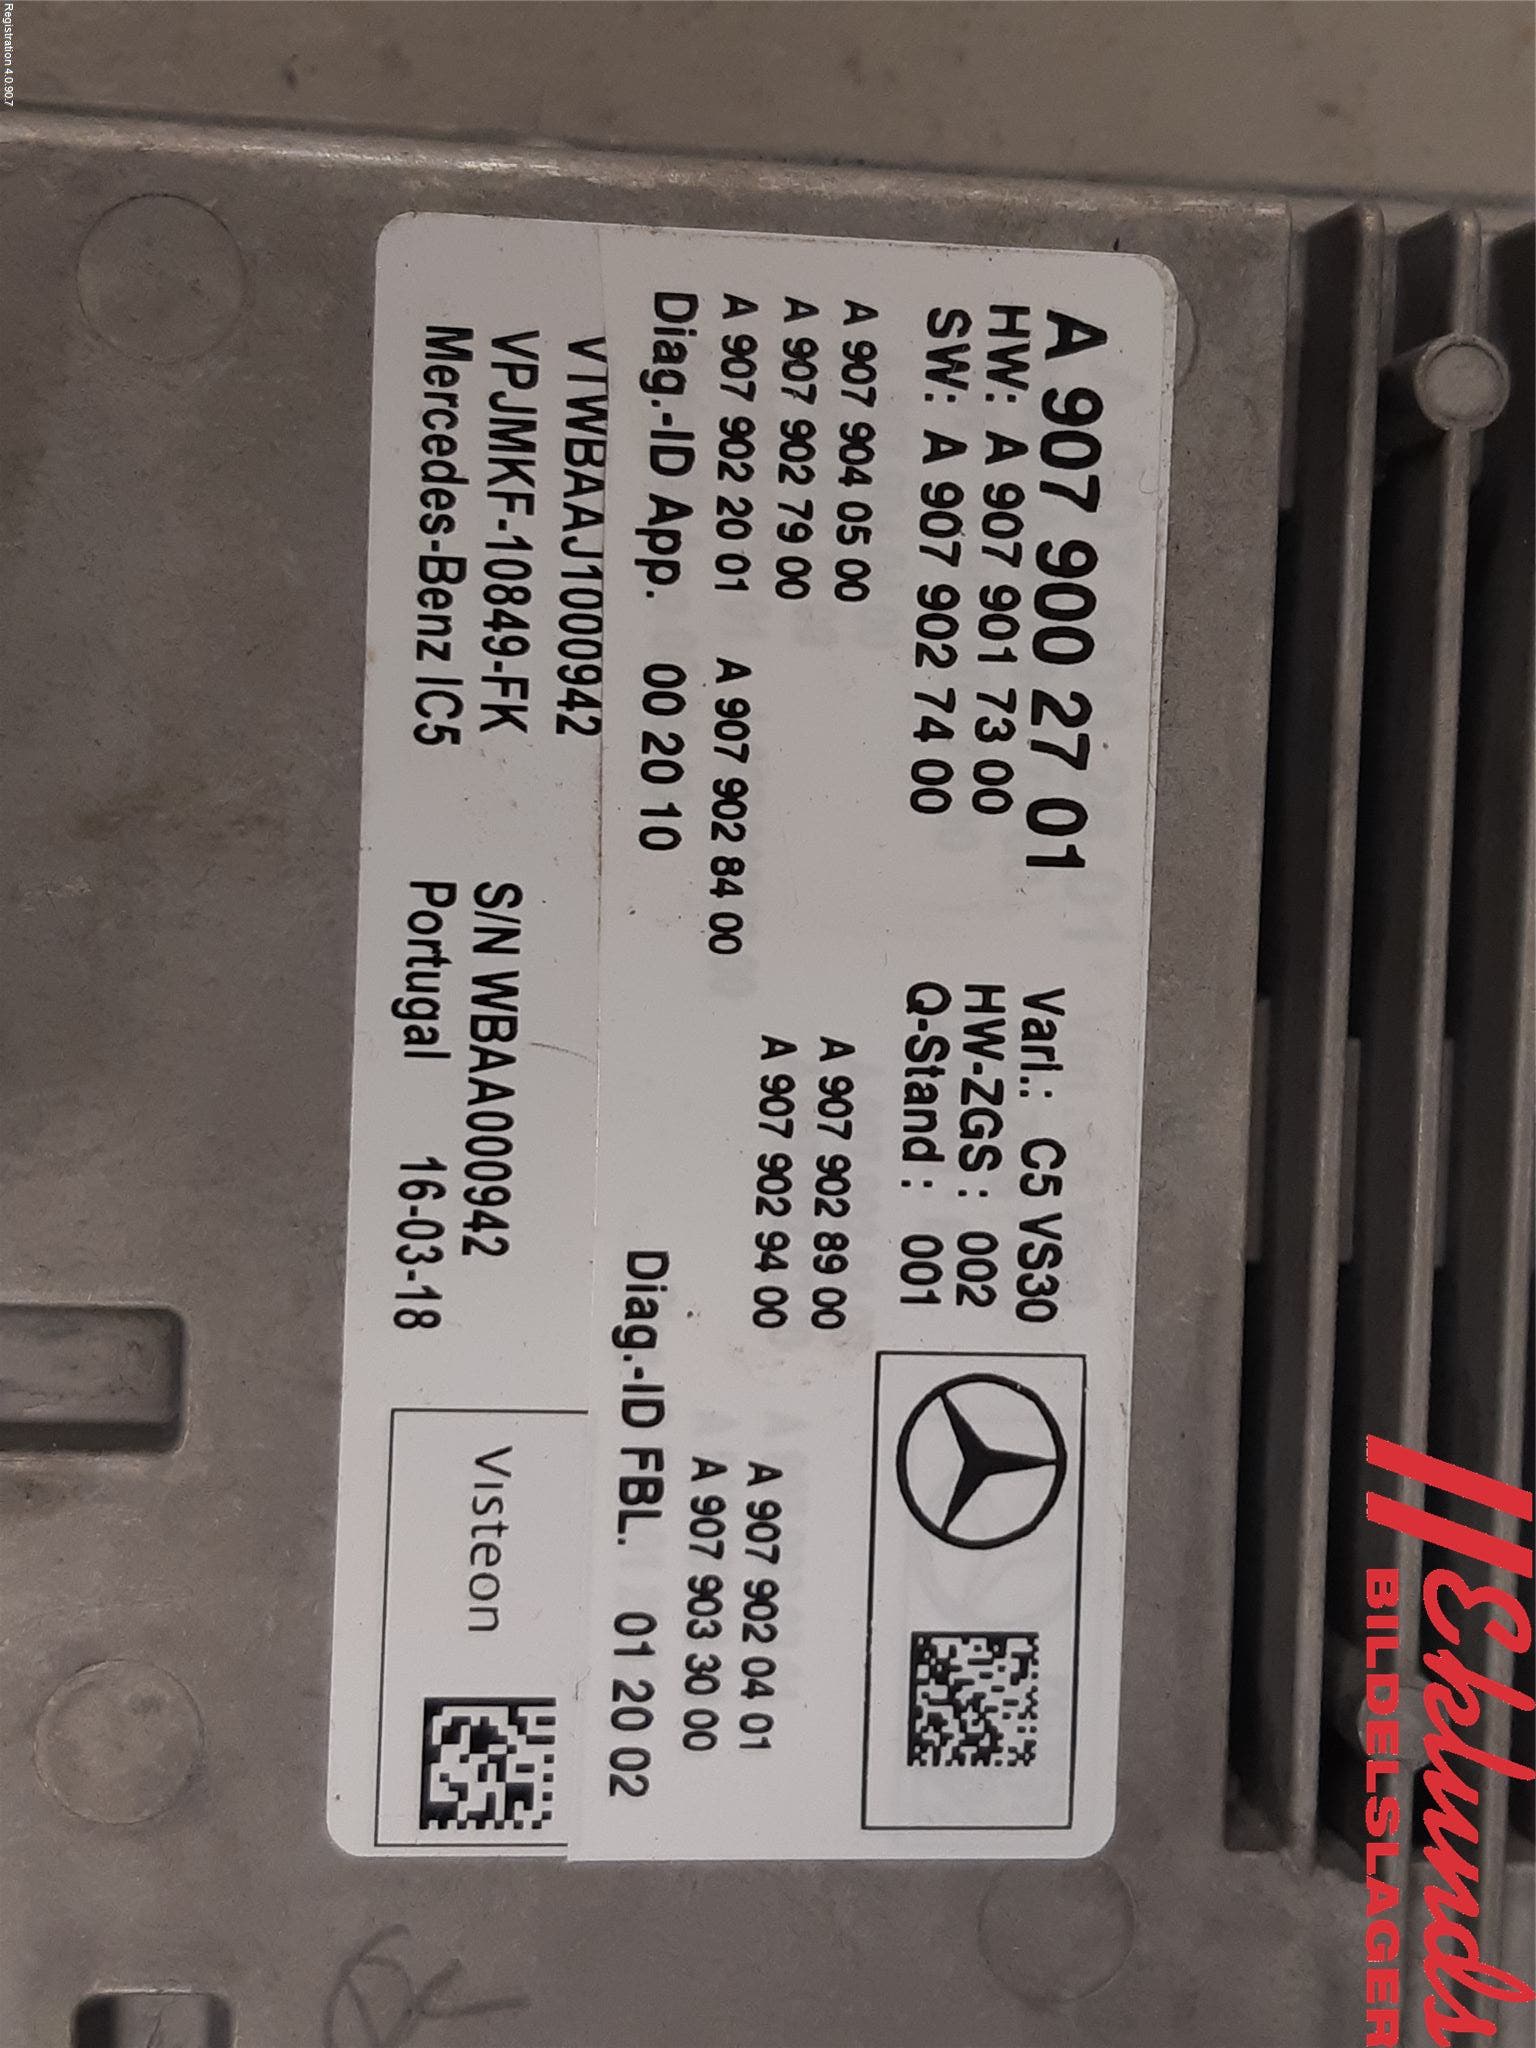 A 907 900 27 01
HW: A 907 901 73 00
SW: A 907 902 74 00
Vari.: C5 VS30
HW-ZGS : 002
Q-Stand : 001
A 907 904 05 00
A 907 902 79 00
A 907 902 20 01
A 907 902 84 00
A 907 902 89 00
A 907 902 94 00
A 907 902 04 01
A 907 903 30 00
Diag.-ID App. 00 20 10
Diag.-ID FBL. 01 20 02
VTWBAAJ1000942
VPJMKF-10849-FK
S/N WBAA000942
Mercedes-Benz IC5
Portugal 16-03-18
Visteon
Eklunds
BILDELSLAGER
Registration 4.0.90.7